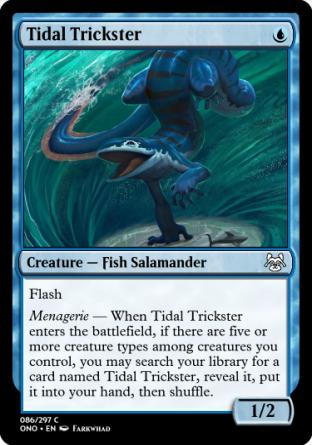 Tidal Trickster
Creature — Fish Salamander
Flash
Menagerie — When Tidal Trickster
enters the battlefield, if there are five or
more creature types among creatures you
control, you may search your library for a
card named Tidal Trickster, reveal it, put
it into your hand, then shuffle.
1/2
086/297 C
ONO • EN Farkwhad